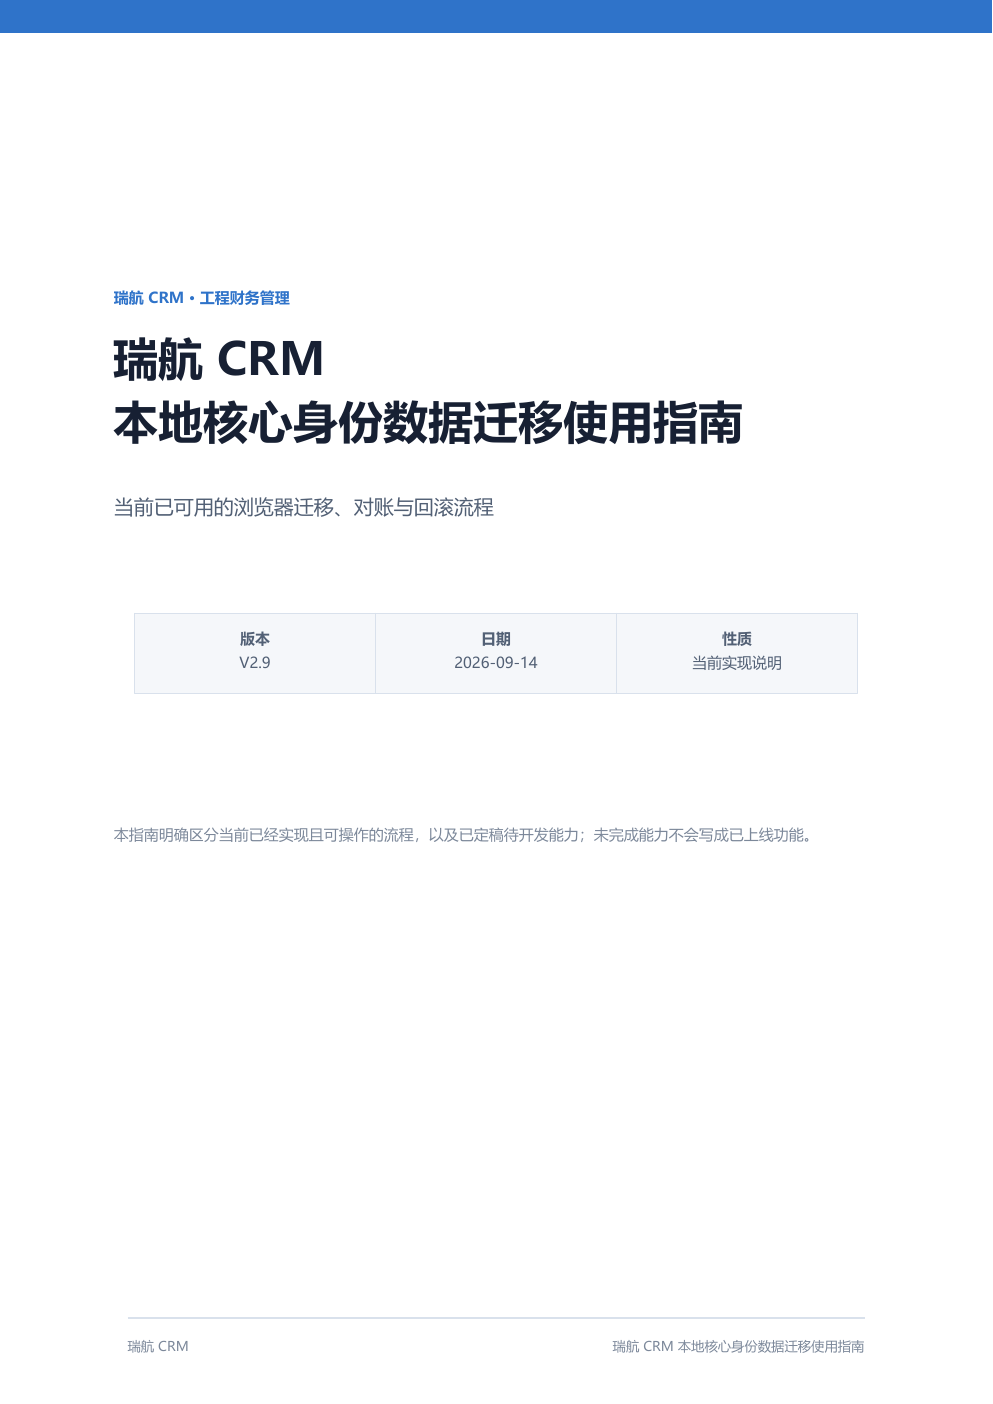 瑞航 CRM • 工程财务管理
瑞航 CRM
本地核心身份数据迁移使用指南
当前已可用的浏览器迁移、对账与回滚流程
版本 日期 性质
V2.9 2026-09-14 当前实现说明
本指南明确区分当前已经实现且可操作的流程，以及已定稿待开发能力；未完成能力不会写成已上线功能。
瑞航 CRM 瑞航 CRM 本地核心身份数据迁移使用指南